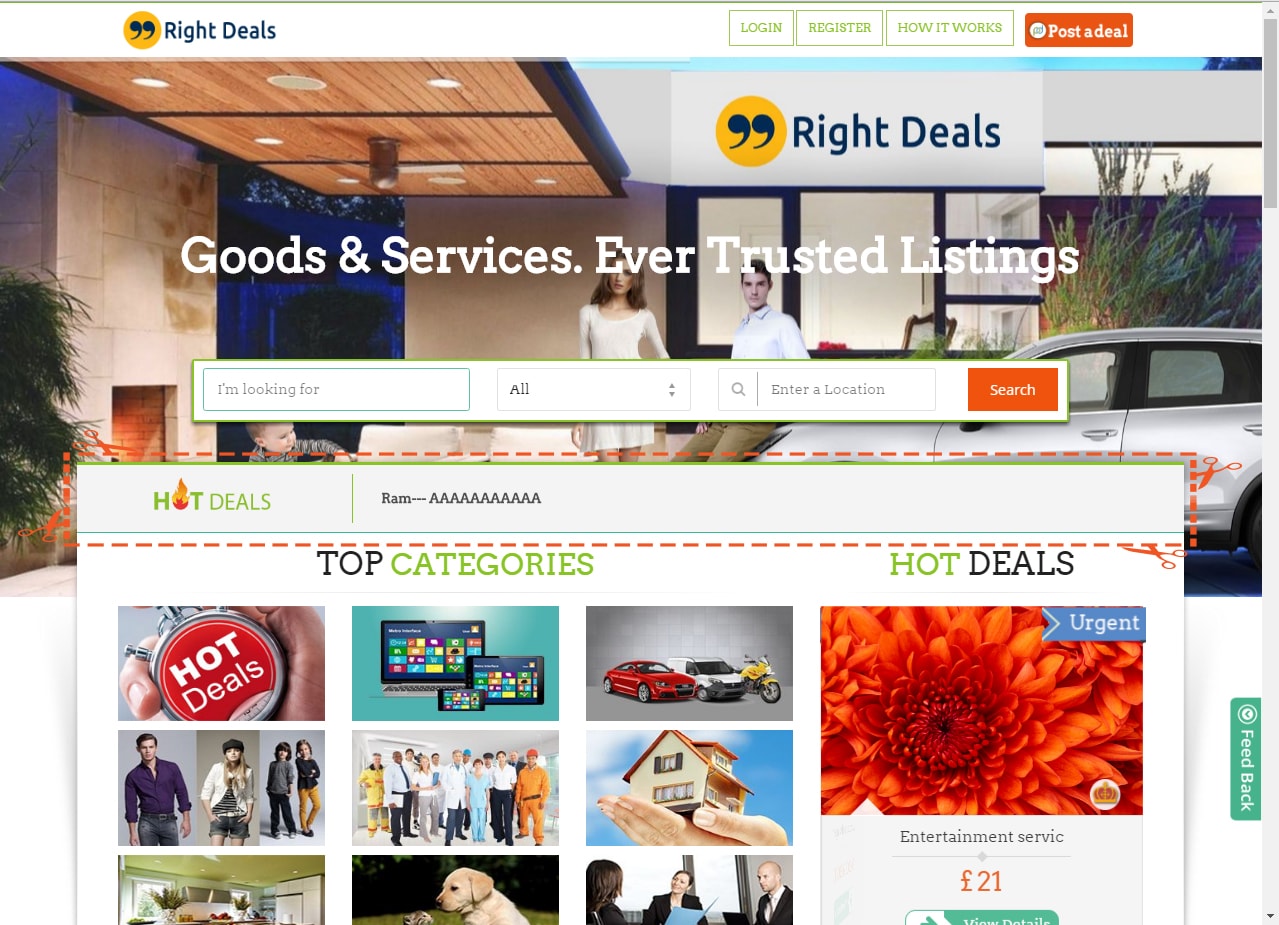 Right Deals
LOGIN
REGISTER
HOW IT WORKS
Post a deal
Right Deals
Goods & Services. Ever Trusted Listings
I'm looking for
All
Enter a Location
Search
HOT DEALS
Ram--- AAAAAAAAAAA
TOP CATEGORIES
HOT DEALS
HOT
Deals
Metro Interface
Urgent
Feed Back
Entertainment servic
£ 21
View Details